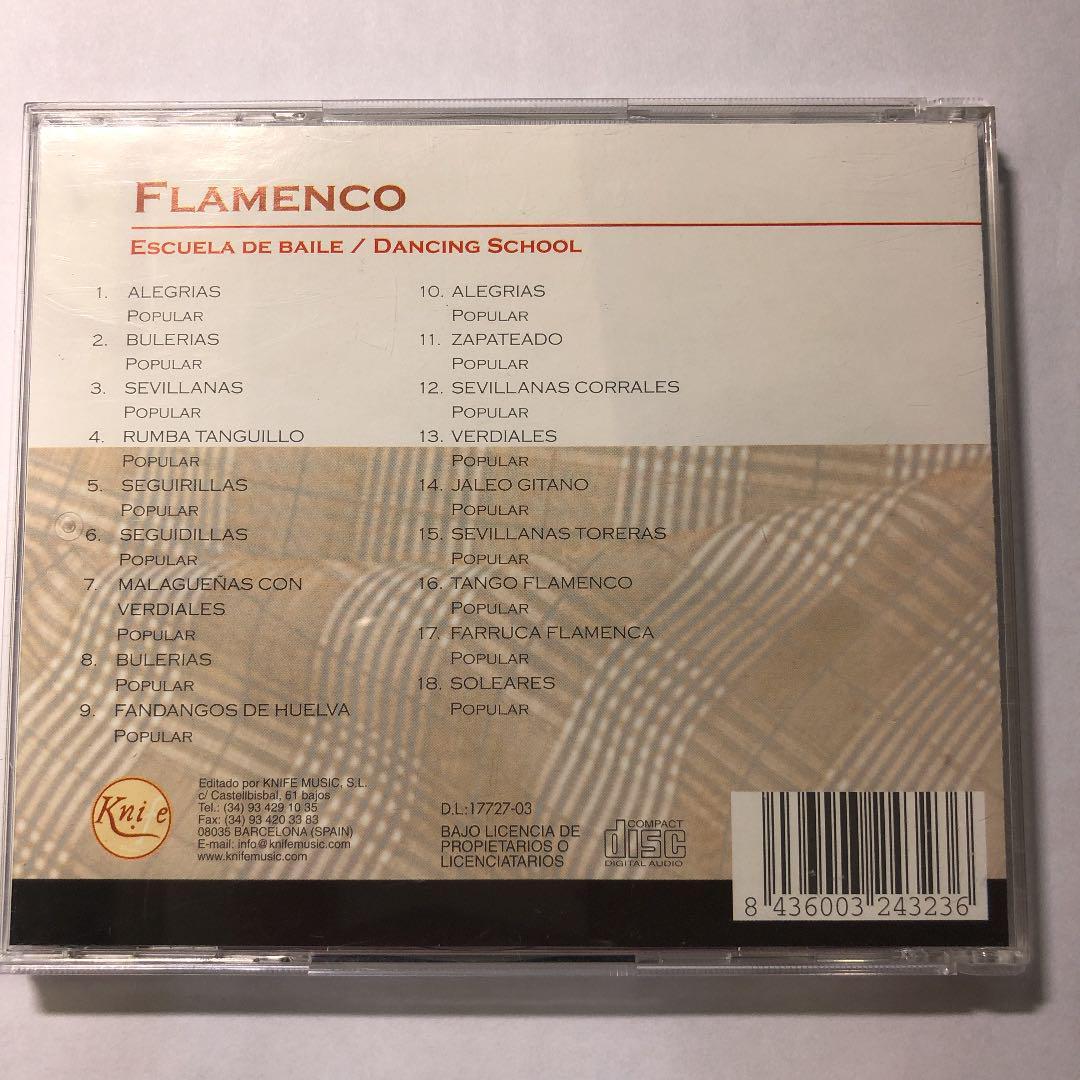 FLAMENCO
ESCUELA DE BAILE / DANCING SCHOOL
1. ALEGRIAS
POPULAR
2. BULERIAS
POPULAR
3. SEVILLANAS
POPULAR
4. RUMBA TANGUILLO
POPULAR
5. SEGUIRILLAS
POPULAR
6. SEGUIDILLAS
POPULAR
7. MALAGUEÑAS CON
VERDIALES
POPULAR
8. BULERIAS
POPULAR
9. FANDANGOS DE HUELVA
POPULAR
10. ALEGRIAS
POPULAR
11. ZAPATEADO
POPULAR
12. SEVILLANAS CORRALES
POPULAR
13. VERDIALES
POPULAR
14. JALEO GITANO
POPULAR
15. SEVILLANAS TORERAS
POPULAR
16. TANGO FLAMENCO
POPULAR
17. FARRUCA FLAMENCA
POPULAR
18. SOLEARES
POPULAR
Knife
Editado por KNIFE MUSIC, S.L.
c/ Castellbisbal, 61 bajos
Tel.: (34) 93 429 10 35
Fax: (34) 93 420 33 83
08035 BARCELONA (SPAIN)
E-mail: info@knifemusic.com
www.knifemusic.com
D.L:17727-03
BAJO LICENCIA DE
PROPIETARIOS O
LICENCIATARIOS
COMPACT
disc
DIGITAL AUDIO
8 436003 243236